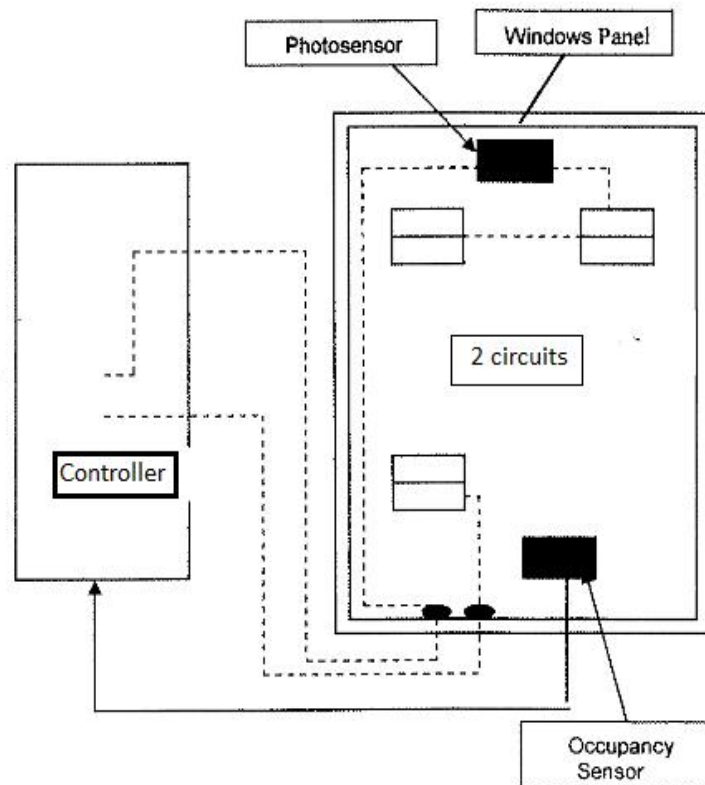 Photosensor
Windows Panel
2 circuits
Controller
Occupancy
Sensor